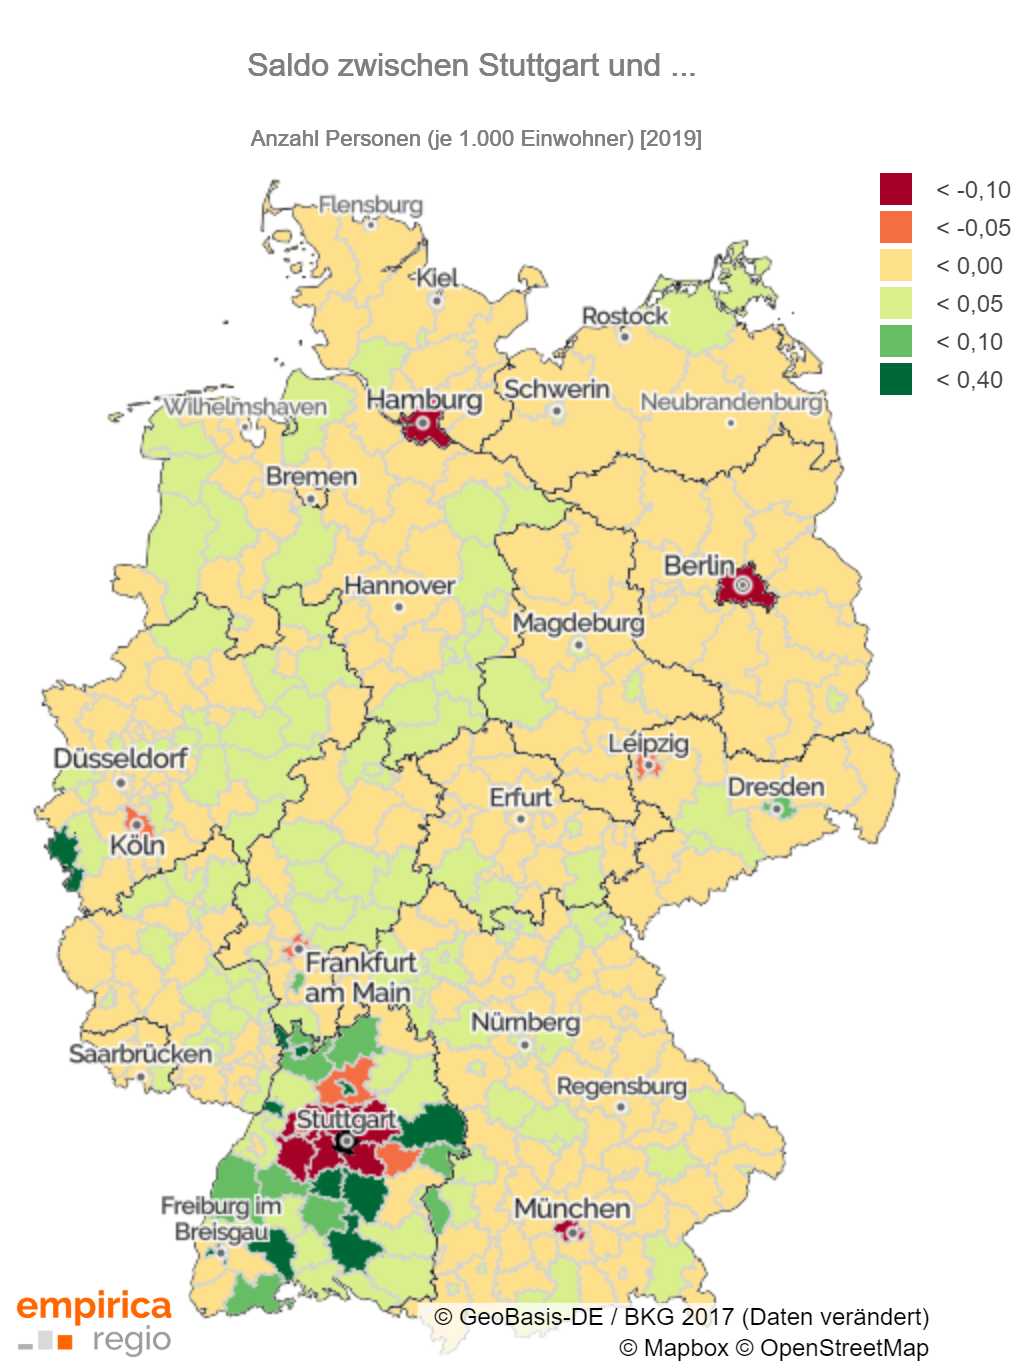 Saldo zwischen Stuttgart und ...
Anzahl Personen (je 1.000 Einwohner) [2019]
< -0,10
< -0,05
< 0,00
< 0,05
< 0,10
< 0,40
Flensburg
Kiel
Rostock
Hamburg
Schwerin
Wilhelmshaven
Neubrandenburg
Bremen
Berlin
Hannover
Magdeburg
Düsseldorf
Leipzig
Dresden
Erfurt
Köln
Frankfurt
am Main
Nürnberg
Saarbrücken
Regensburg
Stuttgart
Freiburg im
Breisgau
München
empirica
regio
© GeoBasis-DE / BKG 2017 (Daten verändert)
© Mapbox © OpenStreetMap